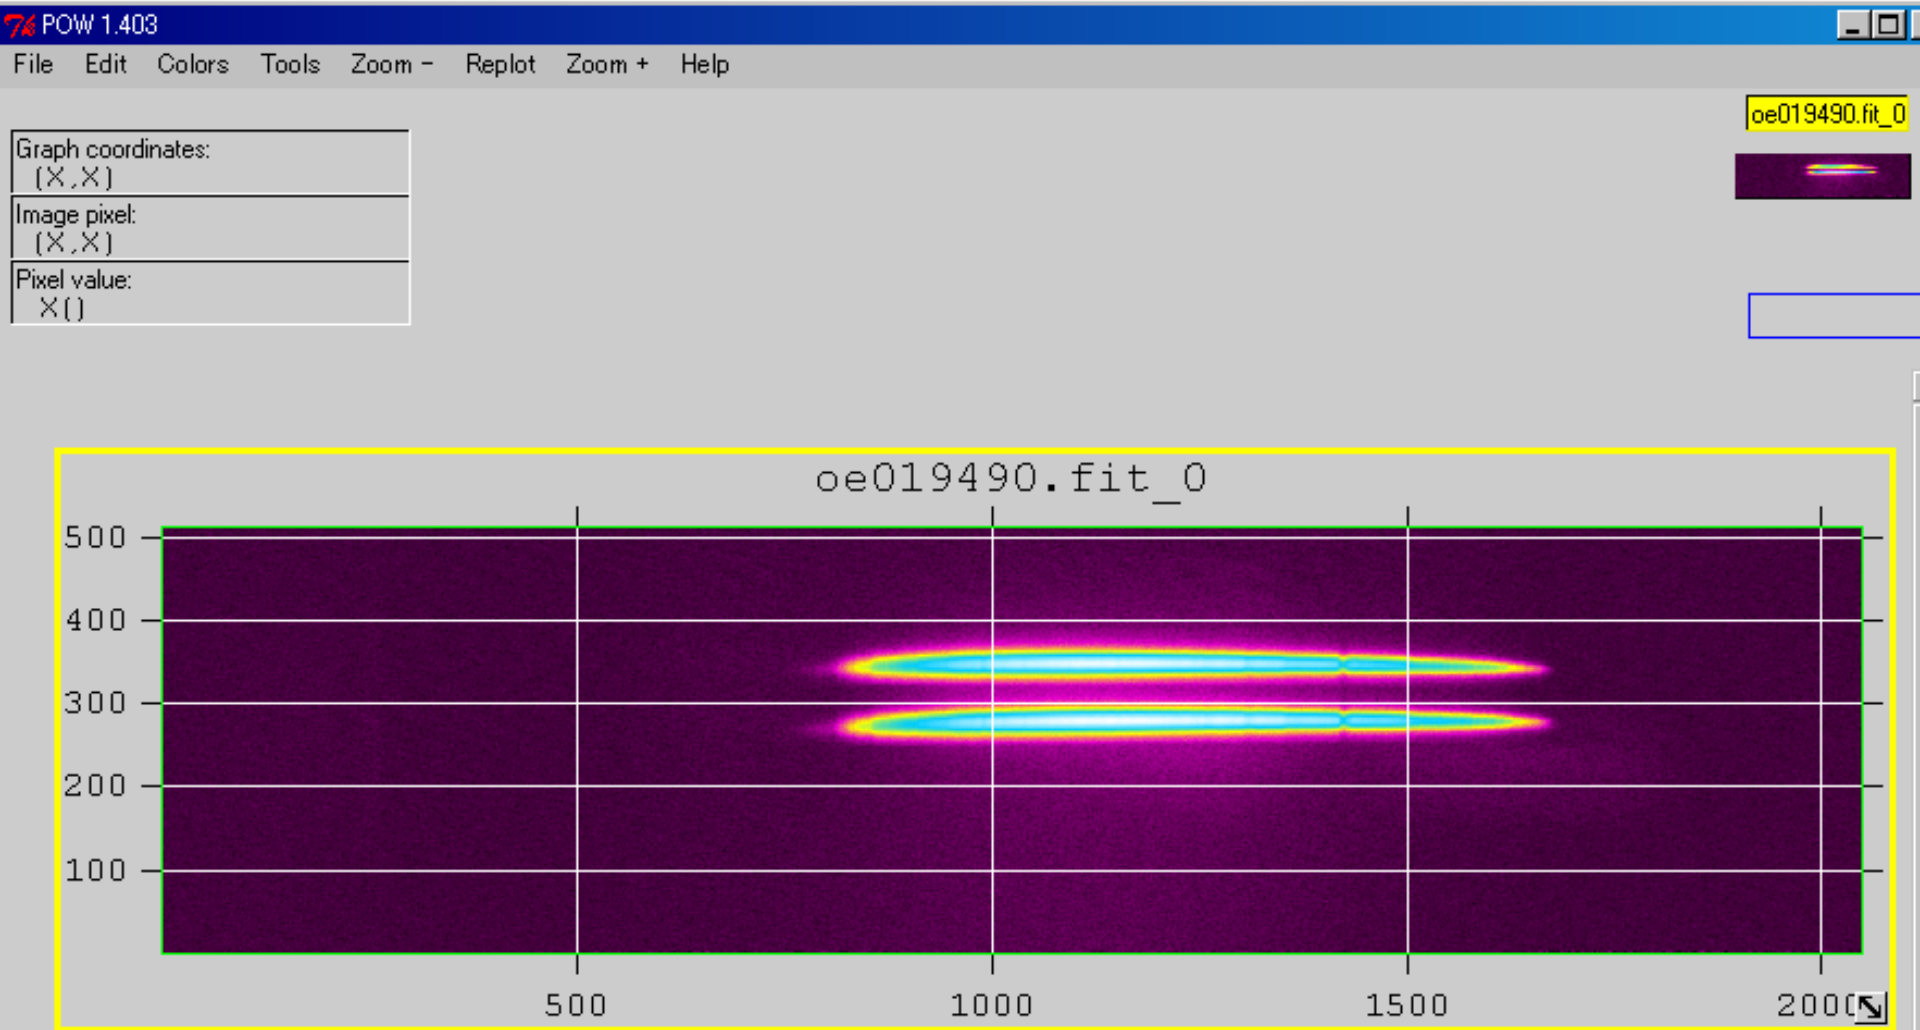 POW 1.403
File Edit Colors Tools Zoom - Replot Zoom + Help
oe019490.fit_0
Graph coordinates:
(X,X)
Image pixel:
(X,X)
Pixel value:
X()
oe019490.fit_0
500
400
300
200
100
500 1000 1500 2000